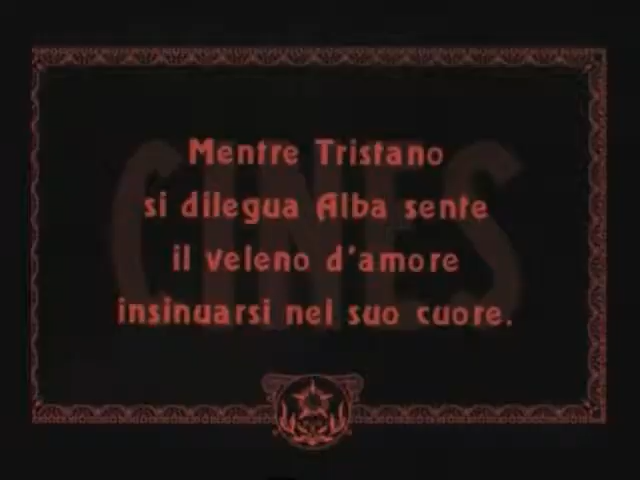 Mentre Tristano
si dilegua Alba sente
il veleno d'amore
insinuarsi nel suo cuore.
CINES